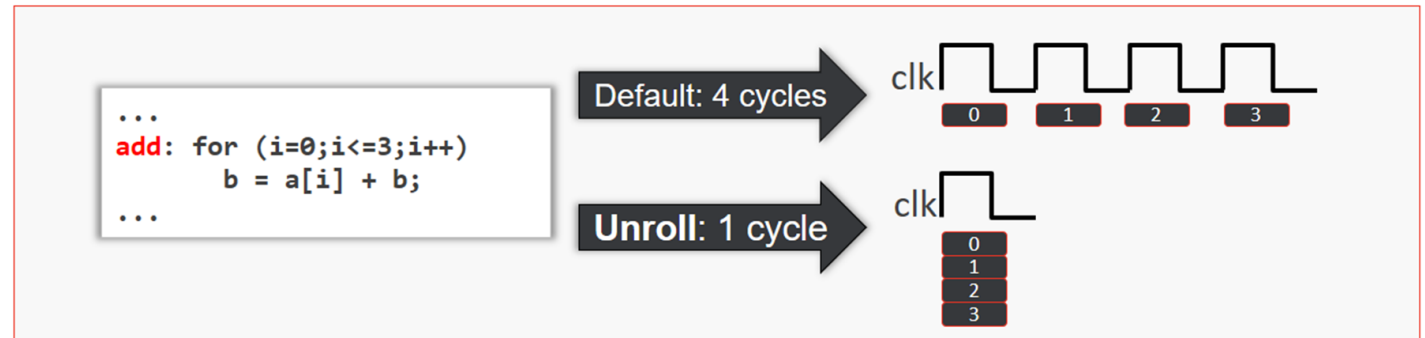 ...
add: for (i=0;i<=3;i++)
b = a[i] + b;
...
Default: 4 cycles
clk
0 1 2 3
Unroll: 1 cycle
clk
0
1
2
3